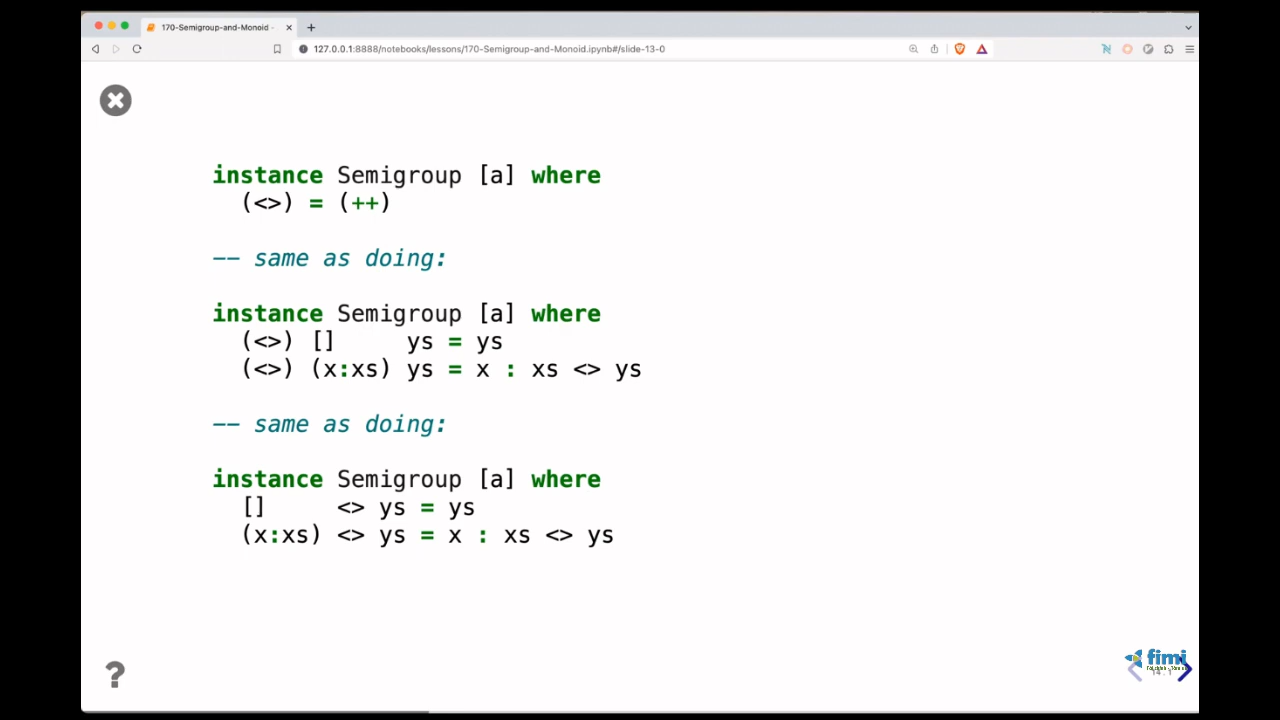 170-Semigroup-and-Monoid -
127.0.0.1:8888/notebooks/lessons/170-Semigroup-and-Monoid.ipynb#/slide-13-0
instance Semigroup [a] where
  (<>) = (++)
-- same as doing:
instance Semigroup [a] where
  (<>) []     ys = ys
  (<>) (x:xs) ys = x : xs <> ys
-- same as doing:
instance Semigroup [a] where
  []     <> ys = ys
  (x:xs) <> ys = x : xs <> ys
?
fimi